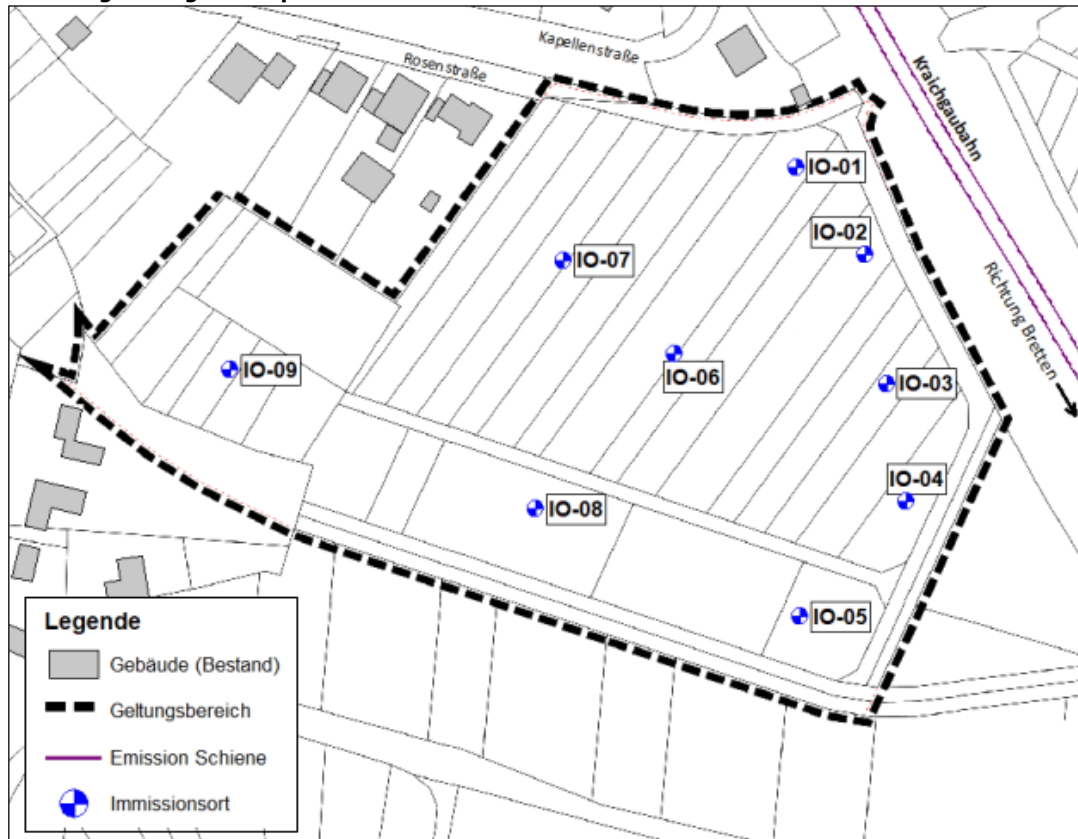 Kapellenstraße
Rosenstraße
Kraichgaubahn
IO-01
IO-02
IO-07
Richtung Bretten
IO-06
IO-09
IO-03
IO-04
IO-08
IO-05
Legende
Gebäude (Bestand)
Geltungsbereich
Emission Schiene
Immissionsort